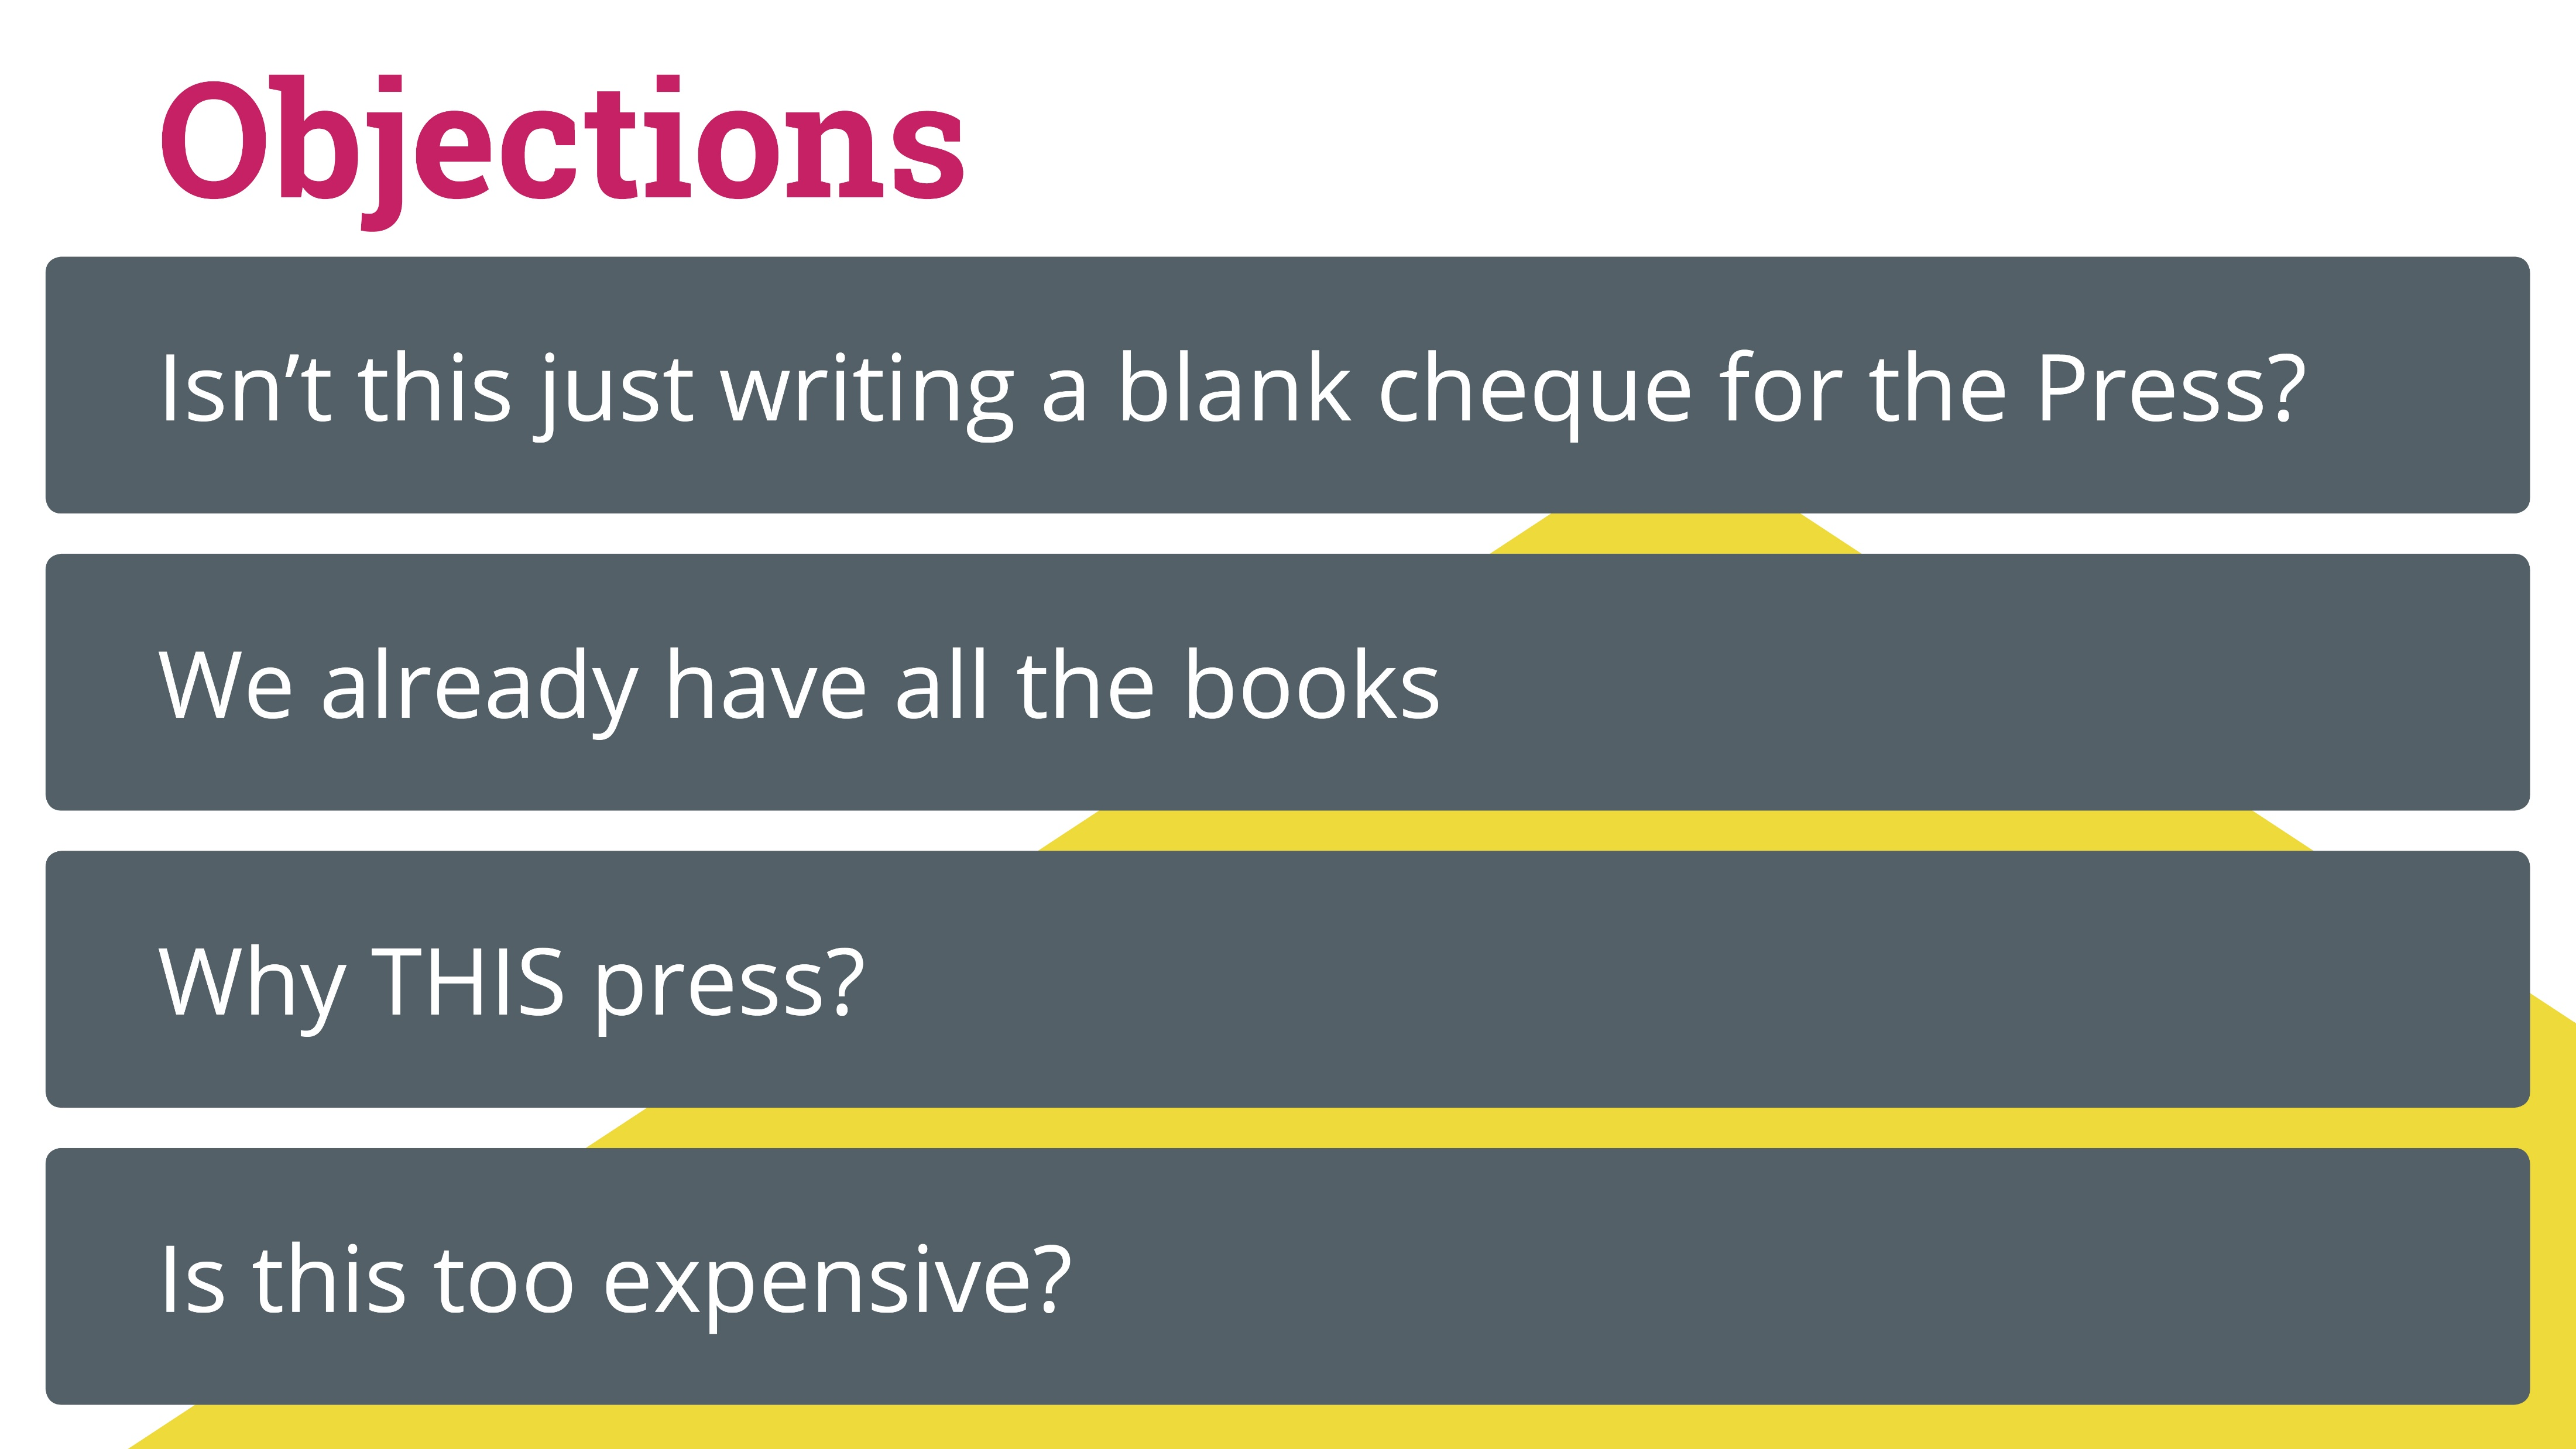 Objections
Isn’t this just writing a blank cheque for the Press?
We already have all the books
Why THIS press?
Is this too expensive?